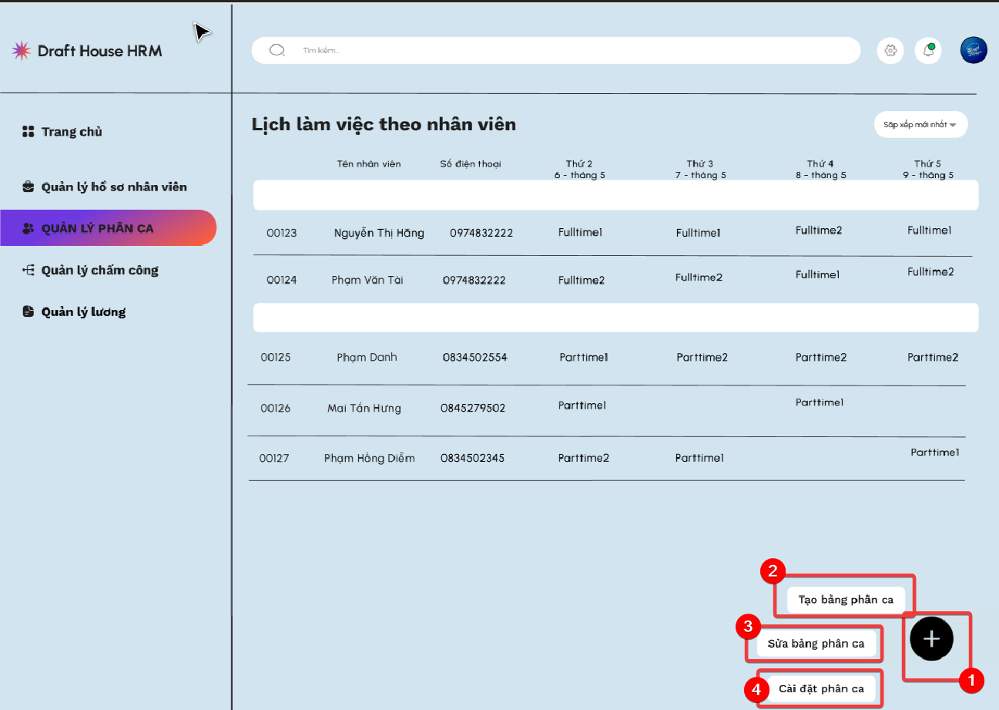 Draft House HRM
Tìm kiếm..
Trang chủ
Quản lý hồ sơ nhân viên
QUẢN LÝ PHÂN CA
Quản lý chấm công
Quản lý lương
Lịch làm việc theo nhân viên
Sắp xếp mới nhất
Tên nhân viên Số điện thoại Thứ 2 Thứ 3 Thứ 4 Thứ 5
6 - tháng 5 7 - tháng 5 8 - tháng 5 9 - tháng 5
00123 Nguyễn Thị Hằng 0974832222 Fulltime1 Fulltime1 Fulltime2 Fulltime1
00124 Phạm Văn Tài 0974832222 Fulltime2 Fulltime2 Fulltime1 Fulltime2
00125 Phạm Danh 0834502554 Parttime1 Parttime2 Parttime2 Parttime2
00126 Mai Tấn Hưng 0845279502 Parttime1 Parttime1
00127 Phạm Hồng Diễm 0834502345 Parttime2 Parttime1 Parttime1
2
Tạo bảng phân ca
3
Sửa bảng phân ca
1
4
Cài đặt phân ca